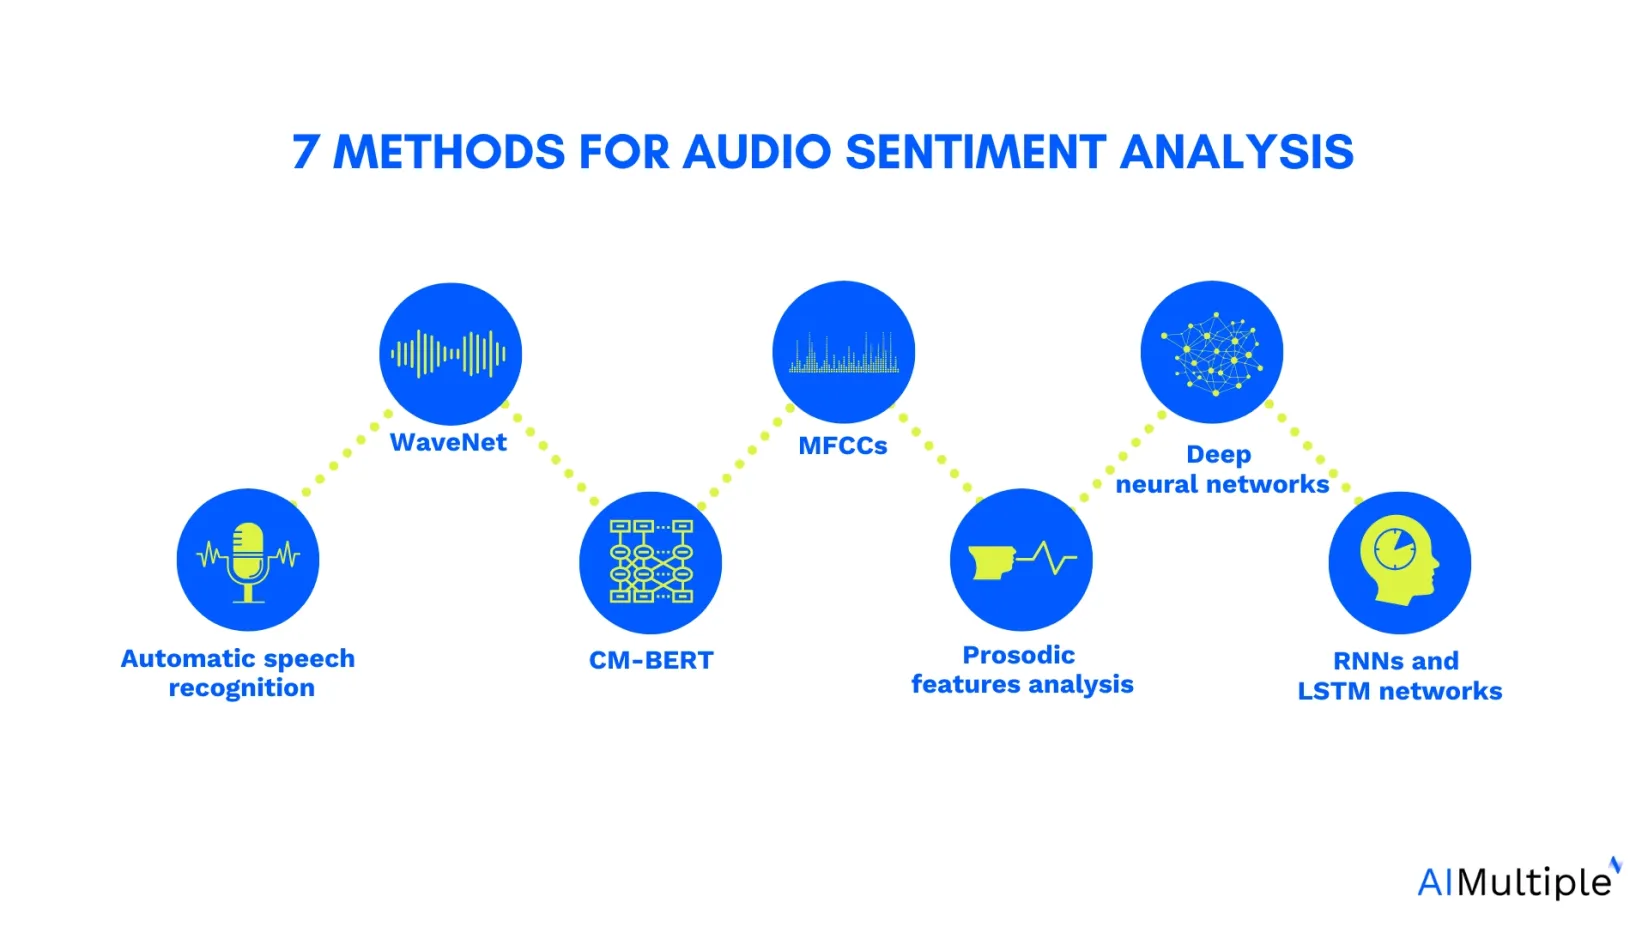 7 METHODS FOR AUDIO SENTIMENT ANALYSIS
Automatic speech
recognition
WaveNet
CM-BERT
MFCCs
Prosodic
features analysis
Deep
neural networks
RNNs and
LSTM networks
AIMultiple